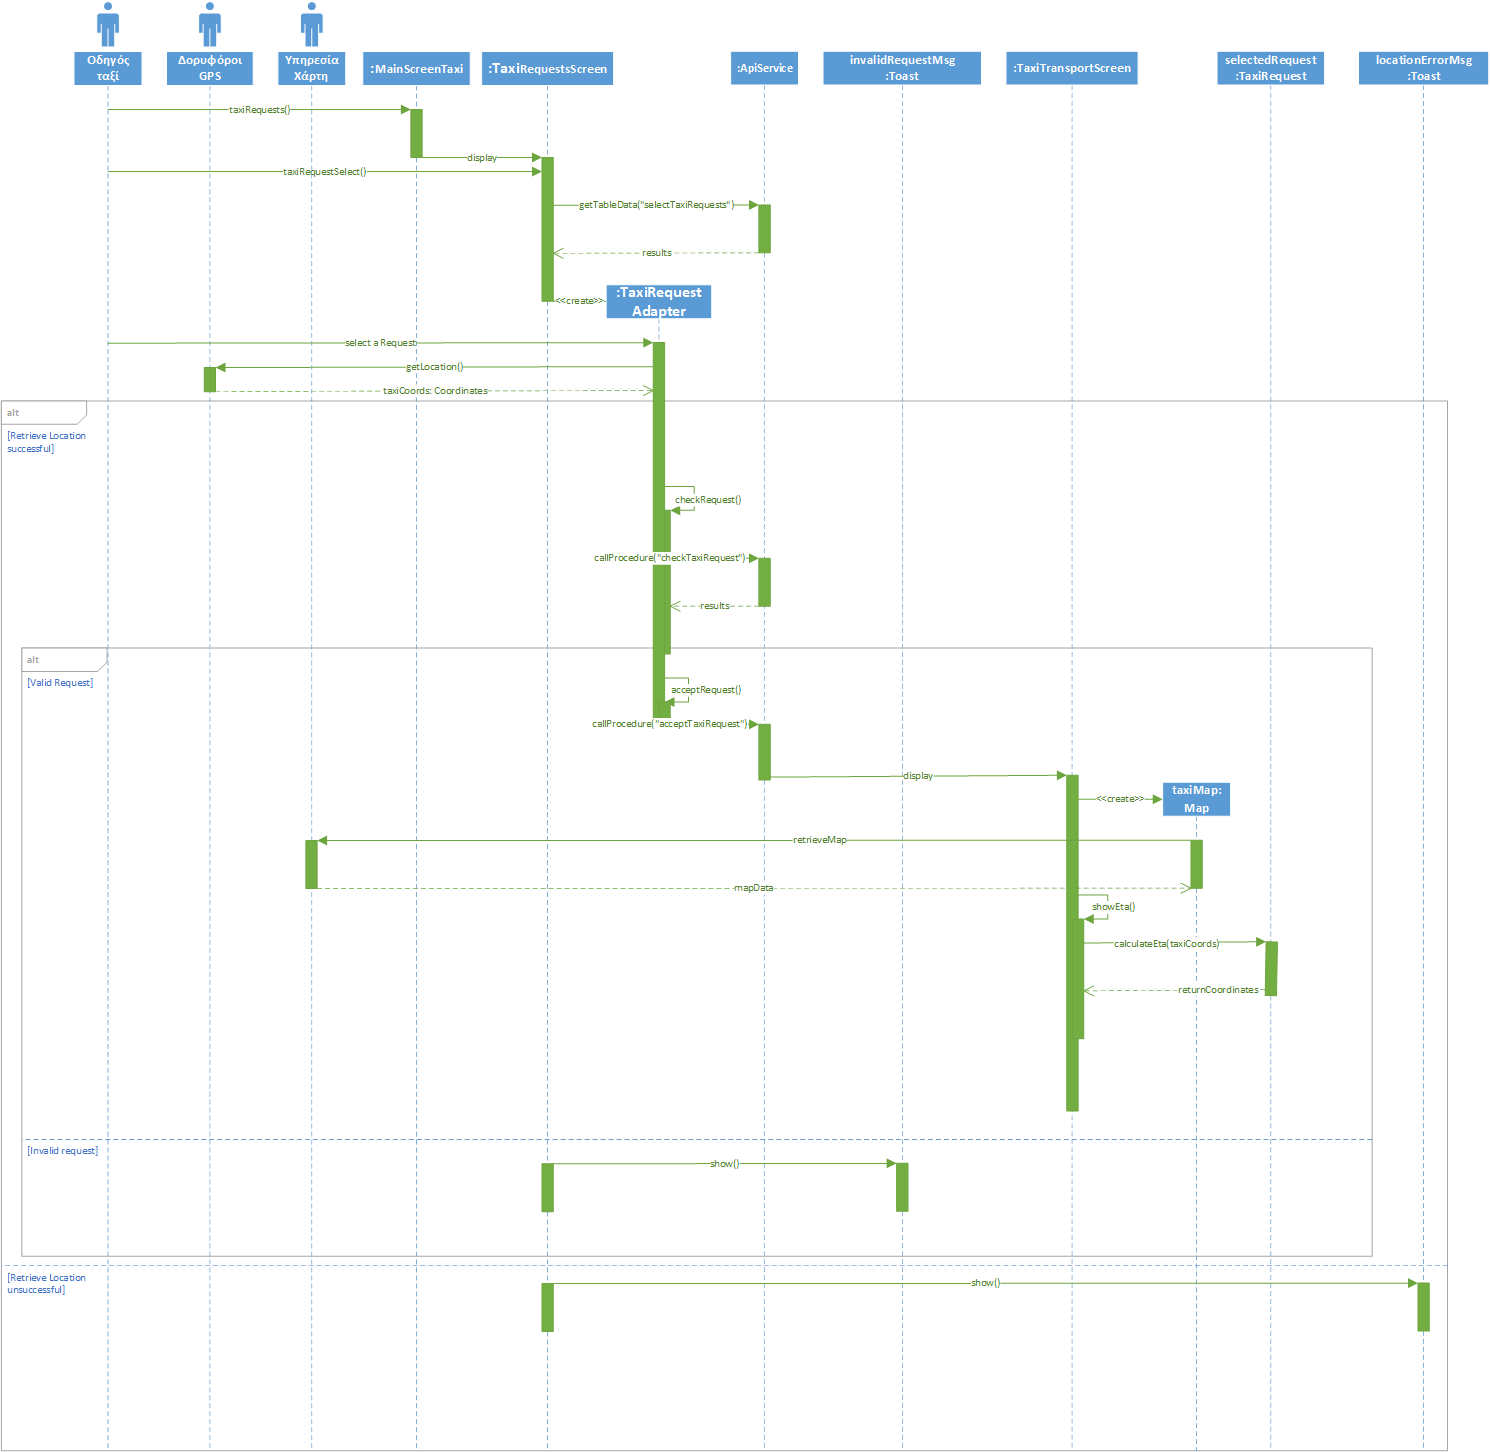 Οδηγός
ταξί
Δορυφόροι
GPS
Υπηρεσία
Χάρτη
:MainScreenTaxi
:TaxiRequestsScreen
:ApiService
invalidRequestMsg
:Toast
:TaxiTransportScreen
selectedRequest
:TaxiRequest
locationErrorMsg
:Toast
taxiRequests()
display
taxiRequestSelect()
getTableData("selectTaxiRequests")
results
<<create>>
:TaxiRequest
Adapter
select a Request
getLocation()
taxiCoords: Coordinates
alt
[Retrieve Location
successful]
checkRequest()
callProcedure("checkTaxiRequest")
results
alt
[Valid Request]
acceptRequest()
callProcedure("acceptTaxiRequest")
display
<<create>>
taxiMap:
Map
retrieveMap
mapData
showEta()
calculateEta(taxiCoords)
returnCoordinates
[Invalid request]
show()
[Retrieve Location
unsuccessful]
show()